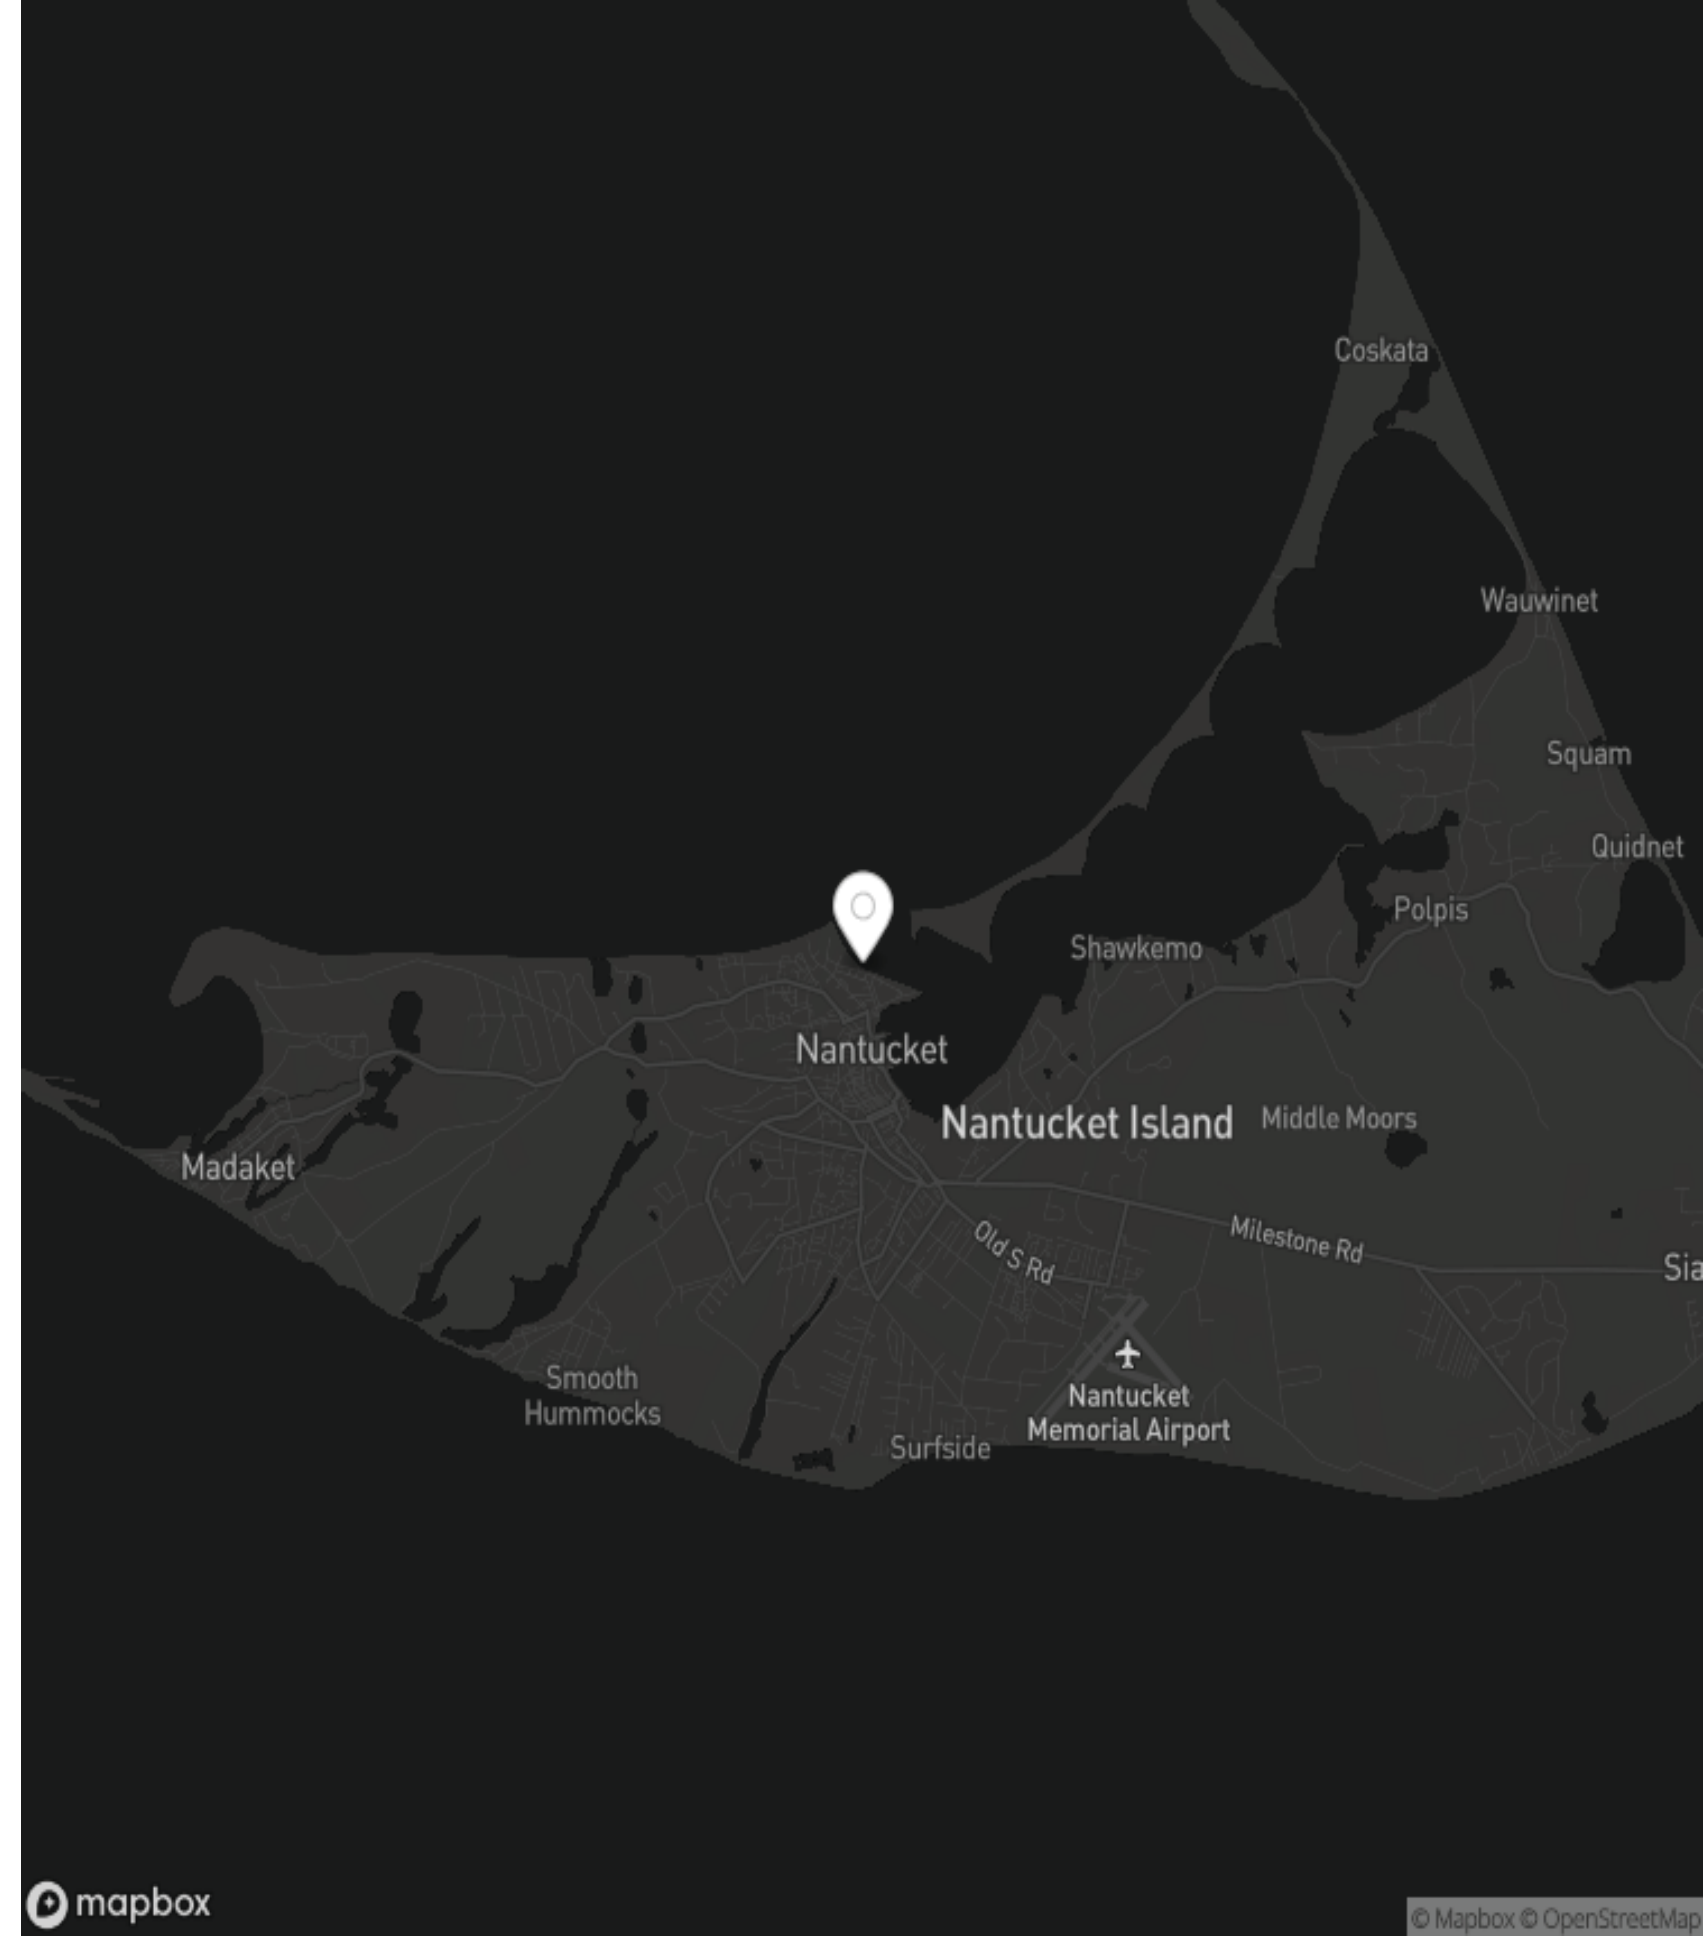 Coskata
Wauwinet
Squam
Quidnet
Polpis
Shawkemo
Nantucket
Nantucket Island
Middle Moors
Madaket
Old S Rd
Milestone Rd
Sia
Smooth
Hummocks
Nantucket
Memorial Airport
Surfside
mapbox
© Mapbox © OpenStreetMap